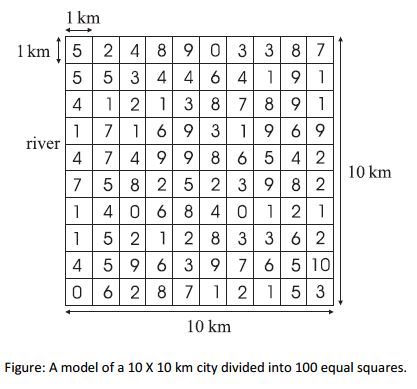 1 km
1 km
5 2 4 8 9 0 3 3 8 7
5 5 3 4 4 6 4 1 9 1
4 1 2 1 3 8 7 8 9 1
1 7 1 6 9 3 1 9 6 9
river
4 7 4 9 9 8 6 5 4 2
10 km
7 5 8 2 5 2 3 9 8 2
1 4 0 6 8 4 0 1 2 1
1 5 2 1 2 8 3 3 6 2
4 5 9 6 3 9 7 6 5 10
0 6 2 8 7 1 2 1 5 3
10 km
Figure: A model of a 10 X 10 km city divided into 100 equal squares.